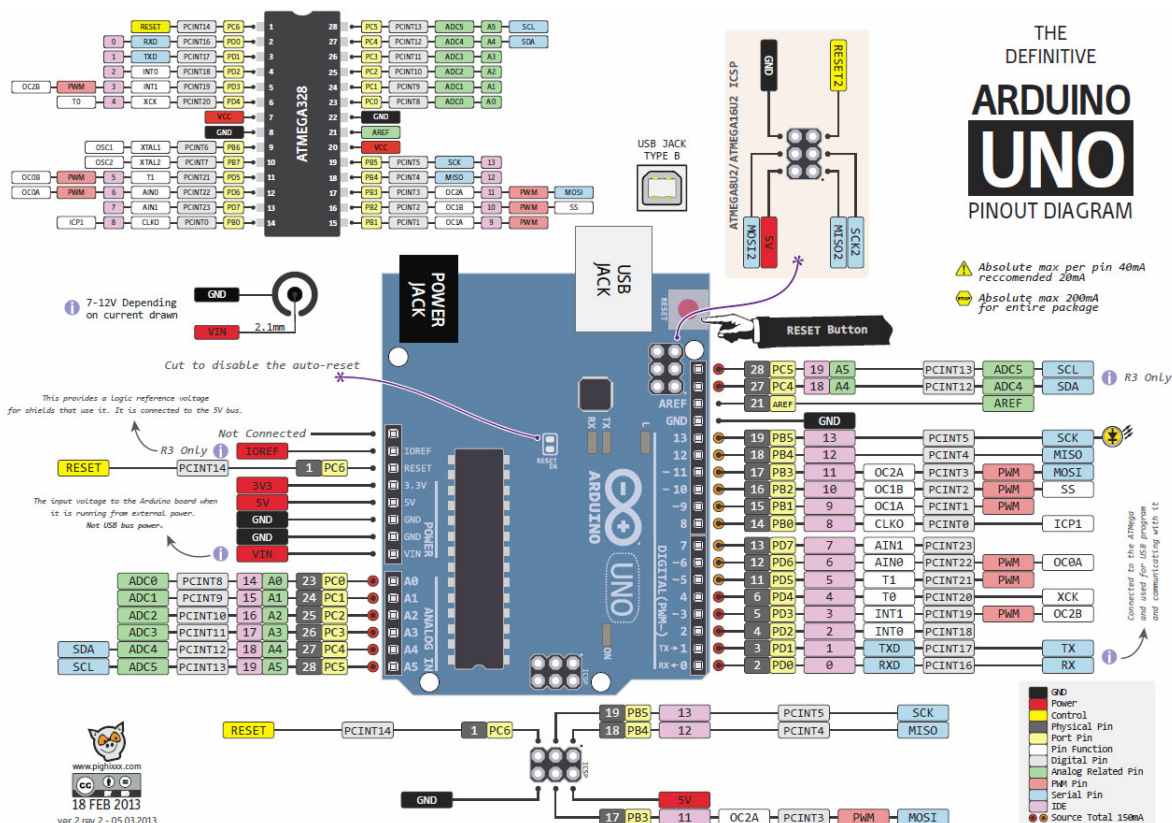 THE
DEFINITIVE
ARDUINO
UNO
PINOUT DIAGRAM
Absolute max per pin 40mA
reccomended 20mA
STOP
Absolute max 200mA
for entire package
ATMEGA328
RESET PCINT14 PC6 1
0 RXD PCINT16 PD0 2
1 TXD PCINT17 PD1 3
2 INT0 PCINT18 PD2 4
OC2B PWM 3 INT1 PCINT19 PD3 5
T0 4 XCK PCINT20 PD4 6
VCC 7
GND 8
OSC1 XTAL1 PCINT6 PB6 9
OSC2 XTAL2 PCINT7 PB7 10
OC0B PWM 5 T1 PCINT21 PD5 11
OC0A PWM 6 AIN0 PCINT22 PD6 12
7 AIN1 PCINT23 PD7 13
ICP1 8 CLKO PCINT0 PB0 14
28 PC5 PCINT13 ADC5 A5 SCL
27 PC4 PCINT12 ADC4 A4 SDA
26 PC3 PCINT11 ADC3 A3
25 PC2 PCINT10 ADC2 A2
24 PC1 PCINT9 ADC1 A1
23 PC0 PCINT8 ADC0 A0
22 GND
21 AREF
20 VCC
19 PB5 PCINT5 SCK 13
18 PB4 PCINT4 MISO 12
17 PB3 PCINT3 OC2A 11 PWM MOSI
16 PB2 PCINT2 OC1B 10 PWM SS
15 PB1 PCINT1 OC1A 9 PWM
USB JACK
TYPE B
ATMEGA8U2/ATMEGA16U2 ICSP
GND
RESET2
MOSI2
5V
MISO2
SCK2
7-12V Depending
on current drawn
GND
VIN
2.1mm
POWER
JACK
USB
JACK
RESET
RESET Button
Cut to disable the auto-reset
This provides a logic reference voltage
for shields that use it. It is connected to the 5V bus.
Not Connected
R3 Only IOREF
RESET PCINT14 1 PC6
3V3
5V
GND
GND
VIN
The input voltage to the Arduino board when
it is running from external power.
Not USB bus power.
ADC0 PCINT8 14 A0 23 PC0
ADC1 PCINT9 15 A1 24 PC1
ADC2 PCINT10 16 A2 25 PC2
ADC3 PCINT11 17 A3 26 PC3
SDA ADC4 PCINT12 18 A4 27 PC4
SCL ADC5 PCINT13 19 A5 28 PC5
IOREF
RESET
3.3V
5V
GND
GND
VIN
POWER
A0
A1
A2
A3
A4
A5
ANALOG IN
RESET
EN
RX
TX
L
ARDUINO
UNO
ON
ICSP
AREF
GND
13
12
~11
~10
~9
8
7
~6
~5
4
~3
2
TX→1
RX←0
DIGITAL(PWM~)
28 PC5 19 A5 PCINT13 ADC5 SCL
27 PC4 18 A4 PCINT12 ADC4 SDA
R3 Only
21 AREF AREF
GND
19 PB5 13 PCINT5 SCK
18 PB4 12 PCINT4 MISO
17 PB3 11 OC2A PCINT3 PWM MOSI
16 PB2 10 OC1B PCINT2 PWM SS
15 PB1 9 OC1A PCINT1 PWM
14 PB0 8 CLKO PCINT0 ICP1
13 PD7 7 AIN1 PCINT23
12 PD6 6 AIN0 PCINT22 PWM OC0A
11 PD5 5 T1 PCINT21 PWM
6 PD4 4 T0 PCINT20 XCK
5 PD3 3 INT1 PCINT19 PWM OC2B
4 PD2 2 INT0 PCINT18
3 PD1 1 TXD PCINT17 TX
2 PD0 0 RXD PCINT16 RX
Connected to the ATMega
and used for USB program
and communicating with it
RESET PCINT14 1 PC6
GND
19 PB5 13 PCINT5 SCK
18 PB4 12 PCINT4 MISO
ICSP
5V
17 PB3 11 OC2A PCINT3 PWM MOSI
GND
Power
Control
Physical Pin
Port Pin
Pin Function
Digital Pin
Analog Related Pin
PWM Pin
Serial Pin
IDE
Source Total 150mA
www.pighixxx.com
cc
BY ND
18 FEB 2013
ver 2 rev 2 - 05.03.2013